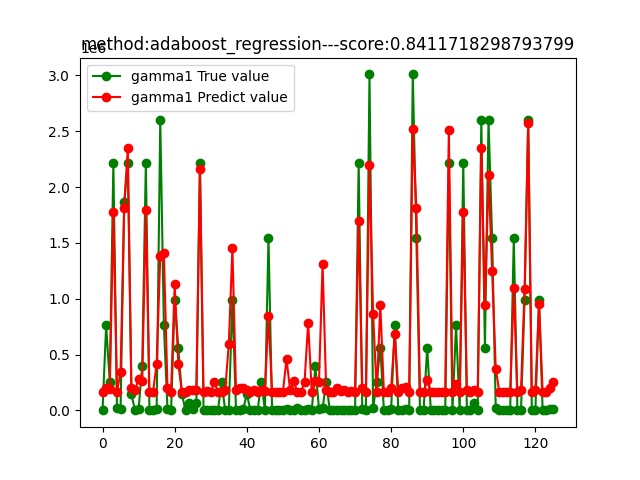 method:adaboost_regression---score:0.8411718298793799
1e6
gamma1 True value
gamma1 Predict value
3.0
2.5
2.0
1.5
1.0
0.5
0.0
0 20 40 60 80 100 120